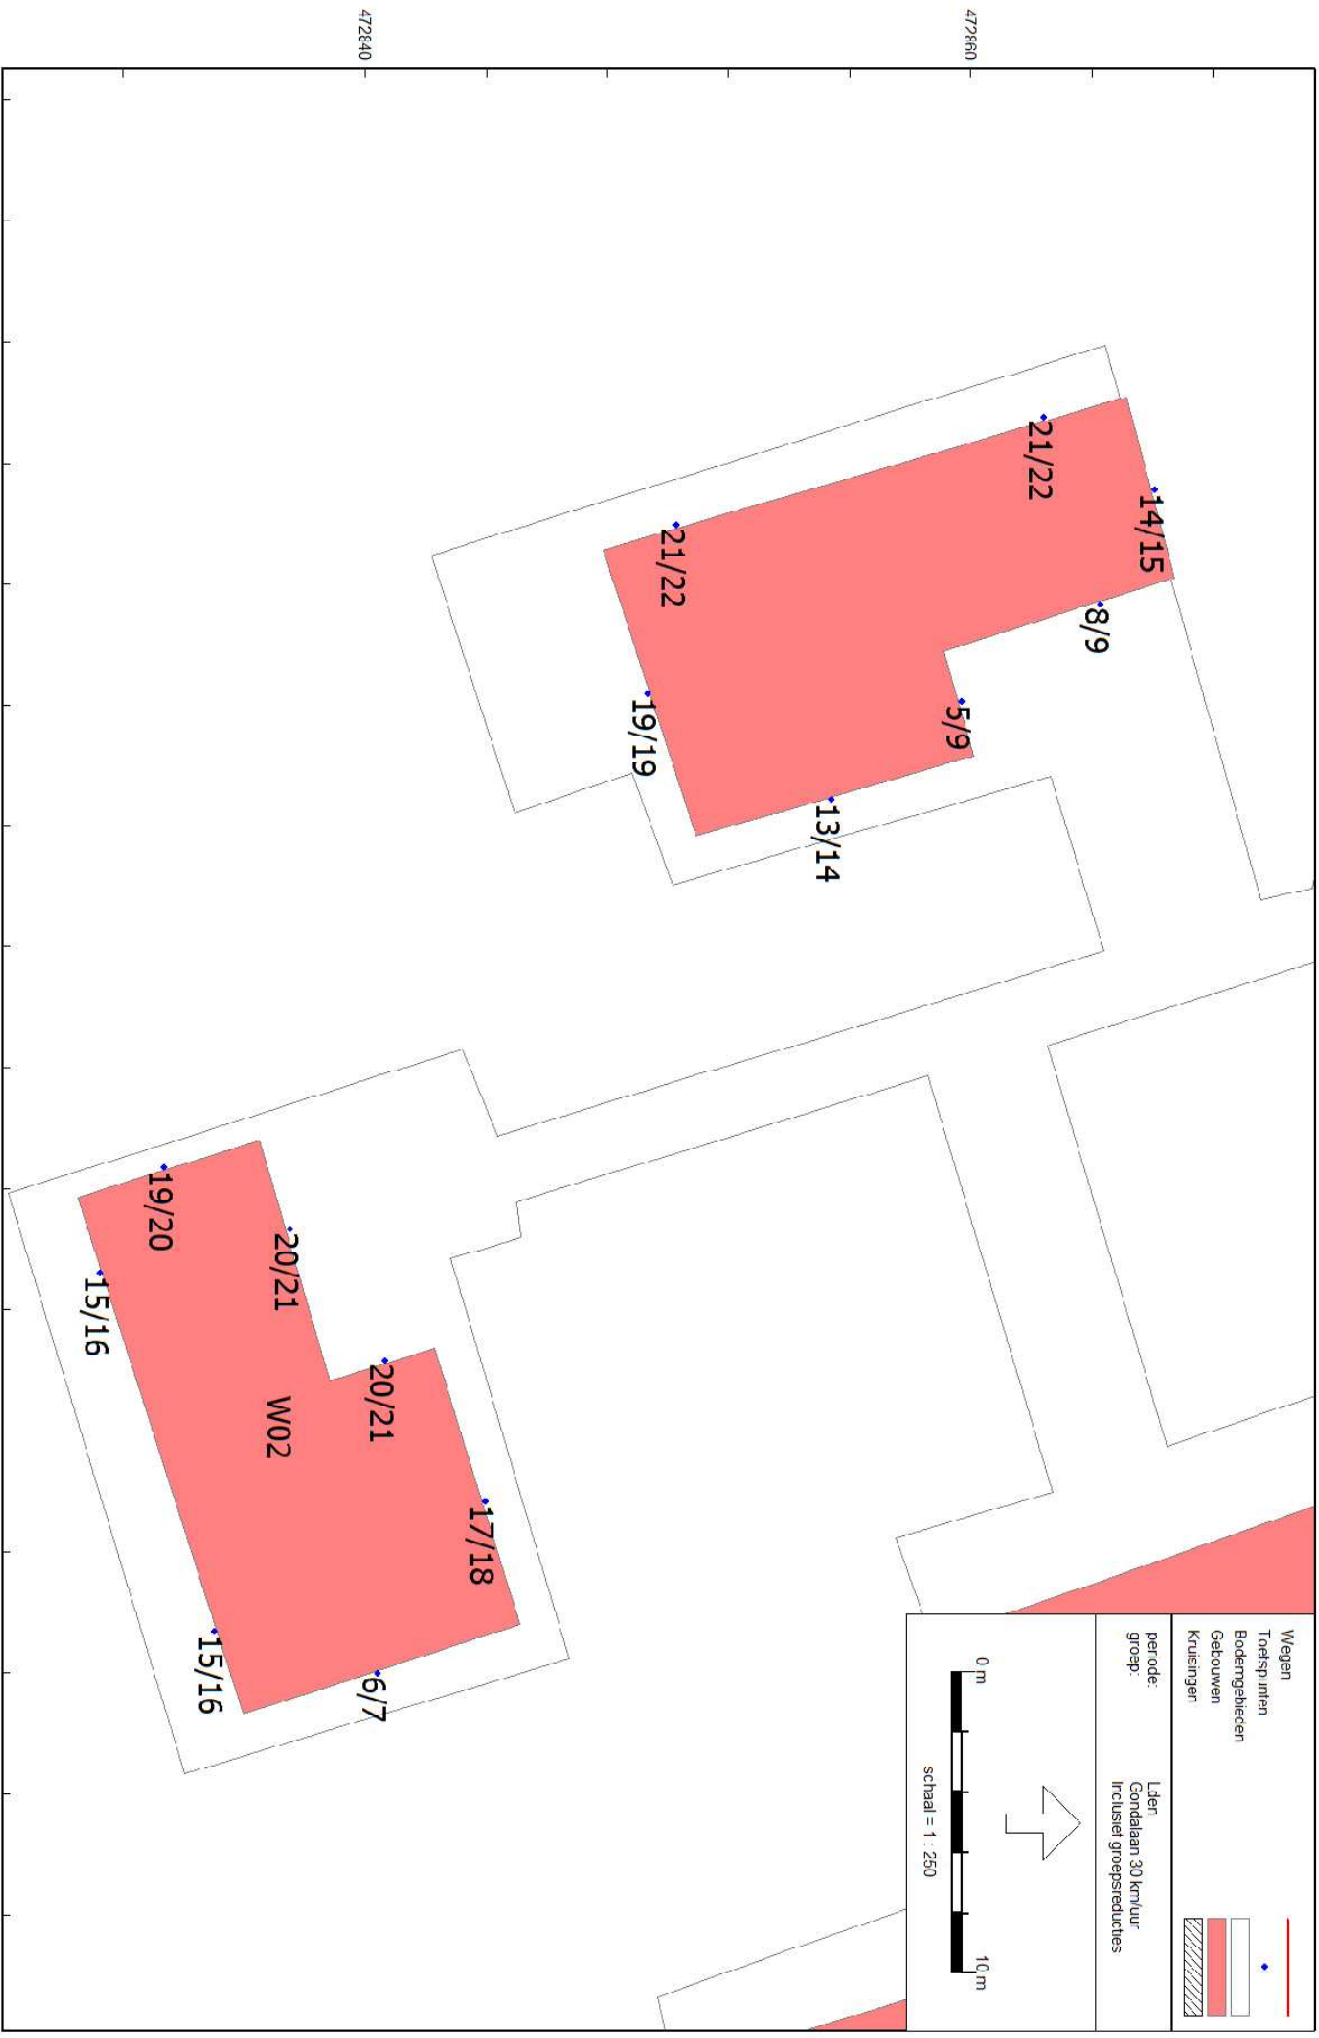 472840
472860
21/22
14/15
8/9
5/9
21/22
19/19
13/14
19/20
20/21
15/16
20/21
W02
17/18
15/16
6/7
Wegen
Toetspunten
Bodemgebieden
Gebouwen
Kruisingen
periode: Lden
groep: Gondalaan 30 km/uur
Inclusief groepsreducties
0 m 10 m
schaal = 1 : 250